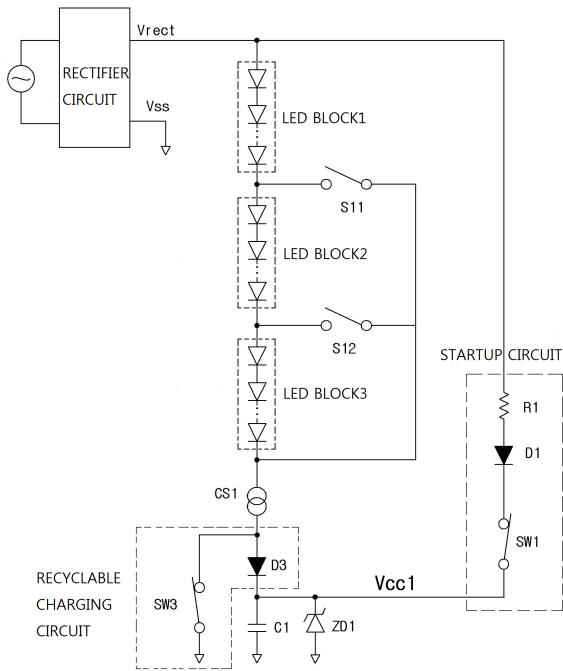 Vrect
RECTIFIER
CIRCUIT
Vss
LED BLOCK1
S11
LED BLOCK2
S12
STARTUP CIRCUIT
LED BLOCK3
R1
D1
CS1
SW1
D3
Vcc1
RECYCLABLE
CHARGING
CIRCUIT
SW3
C1
ZD1